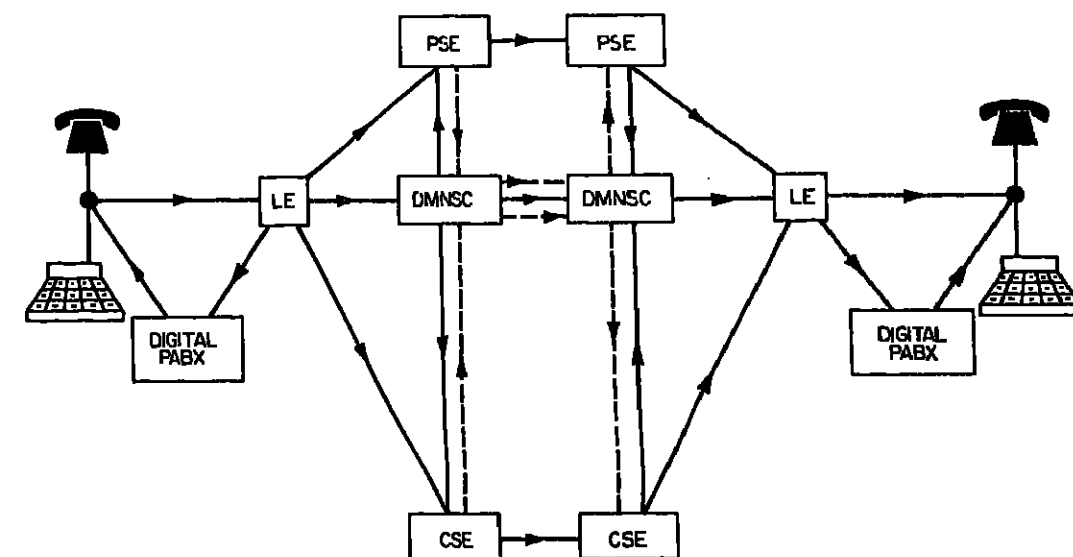 PSE
PSE
LE
DMNSC
DMNSC
LE
DIGITAL
PABX
DIGITAL
PABX
CSE
CSE